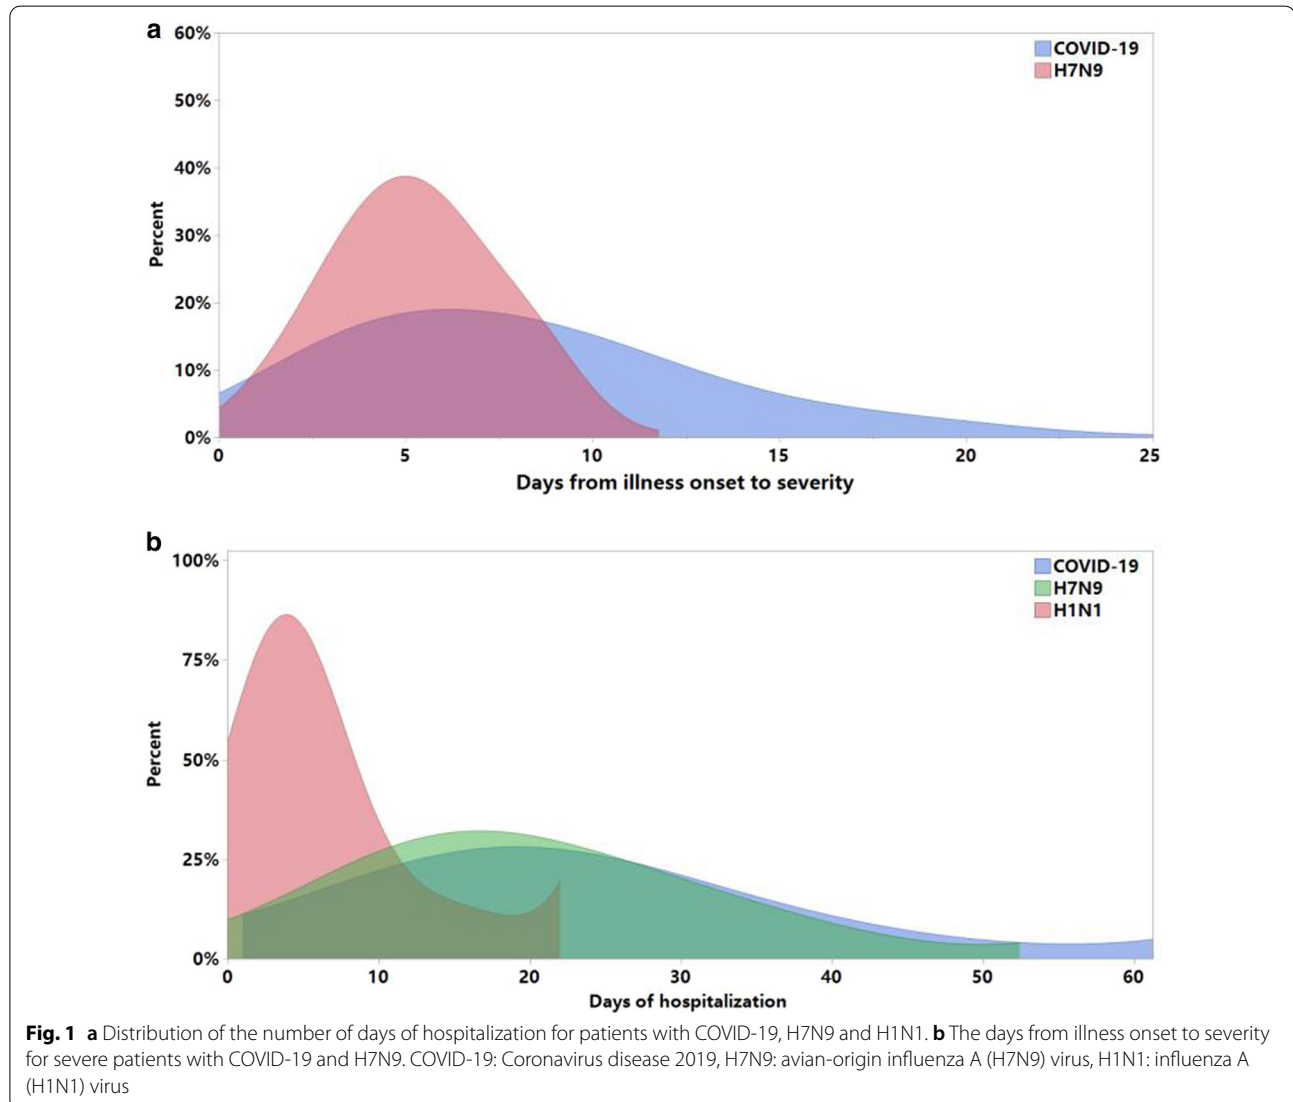 a
60%
50%
40%
30%
20%
10%
0%
Percent
COVID-19
H7N9
0 5 10 15 20 25
Days from illness onset to severity
b
100%
75%
50%
25%
0%
Percent
COVID-19
H7N9
H1N1
0 10 20 30 40 50 60
Days of hospitalization
Fig. 1 a Distribution of the number of days of hospitalization for patients with COVID-19, H7N9 and H1N1. b The days from illness onset to severity
for severe patients with COVID-19 and H7N9. COVID-19: Coronavirus disease 2019, H7N9: avian-origin influenza A (H7N9) virus, H1N1: influenza A
(H1N1) virus